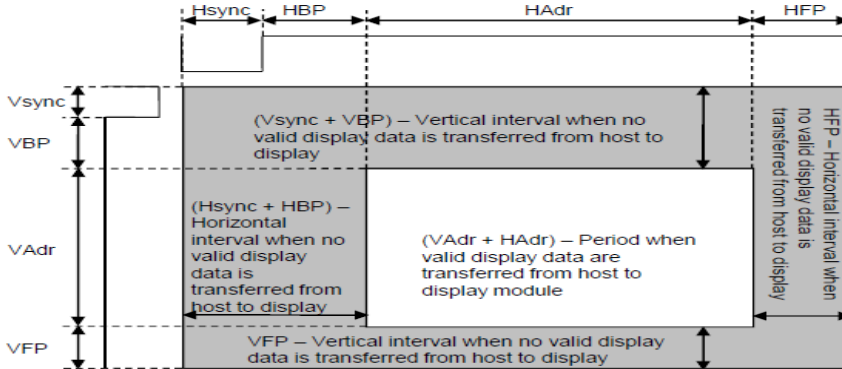 Hsync HBP HAdr HFP
Vsync
VBP
VAdr
VFP
(Vsync + VBP) – Vertical interval when no
valid display data is transferred from host to
display
HFP – Horizontal interval when
no valid display data is
transferred from host to display
(Hsync + HBP) –
Horizontal
interval when no
valid display
data is
transferred from
host to display
(VAdr + HAdr) – Period when
valid display data are
transferred from host to
display module
VFP – Vertical interval when no valid display
data is transferred from host to display